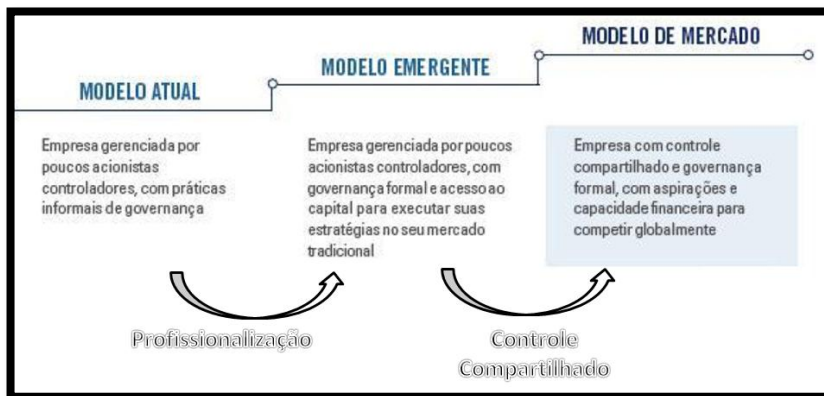 MODELO ATUAL
Empresa gerenciada por
poucos acionistas
controladores, com práticas
informais de governança
MODELO EMERGENTE
Empresa gerenciada por poucos
acionistas controladores, com
governança formal e acesso ao
capital para executar suas
estratégias no seu mercado
tradicional
MODELO DE MERCADO
Empresa com controle
compartilhado e governança
formal, com aspirações e
capacidade financeira para
competir globalmente
Profissionalização
Controle
Compartilhado